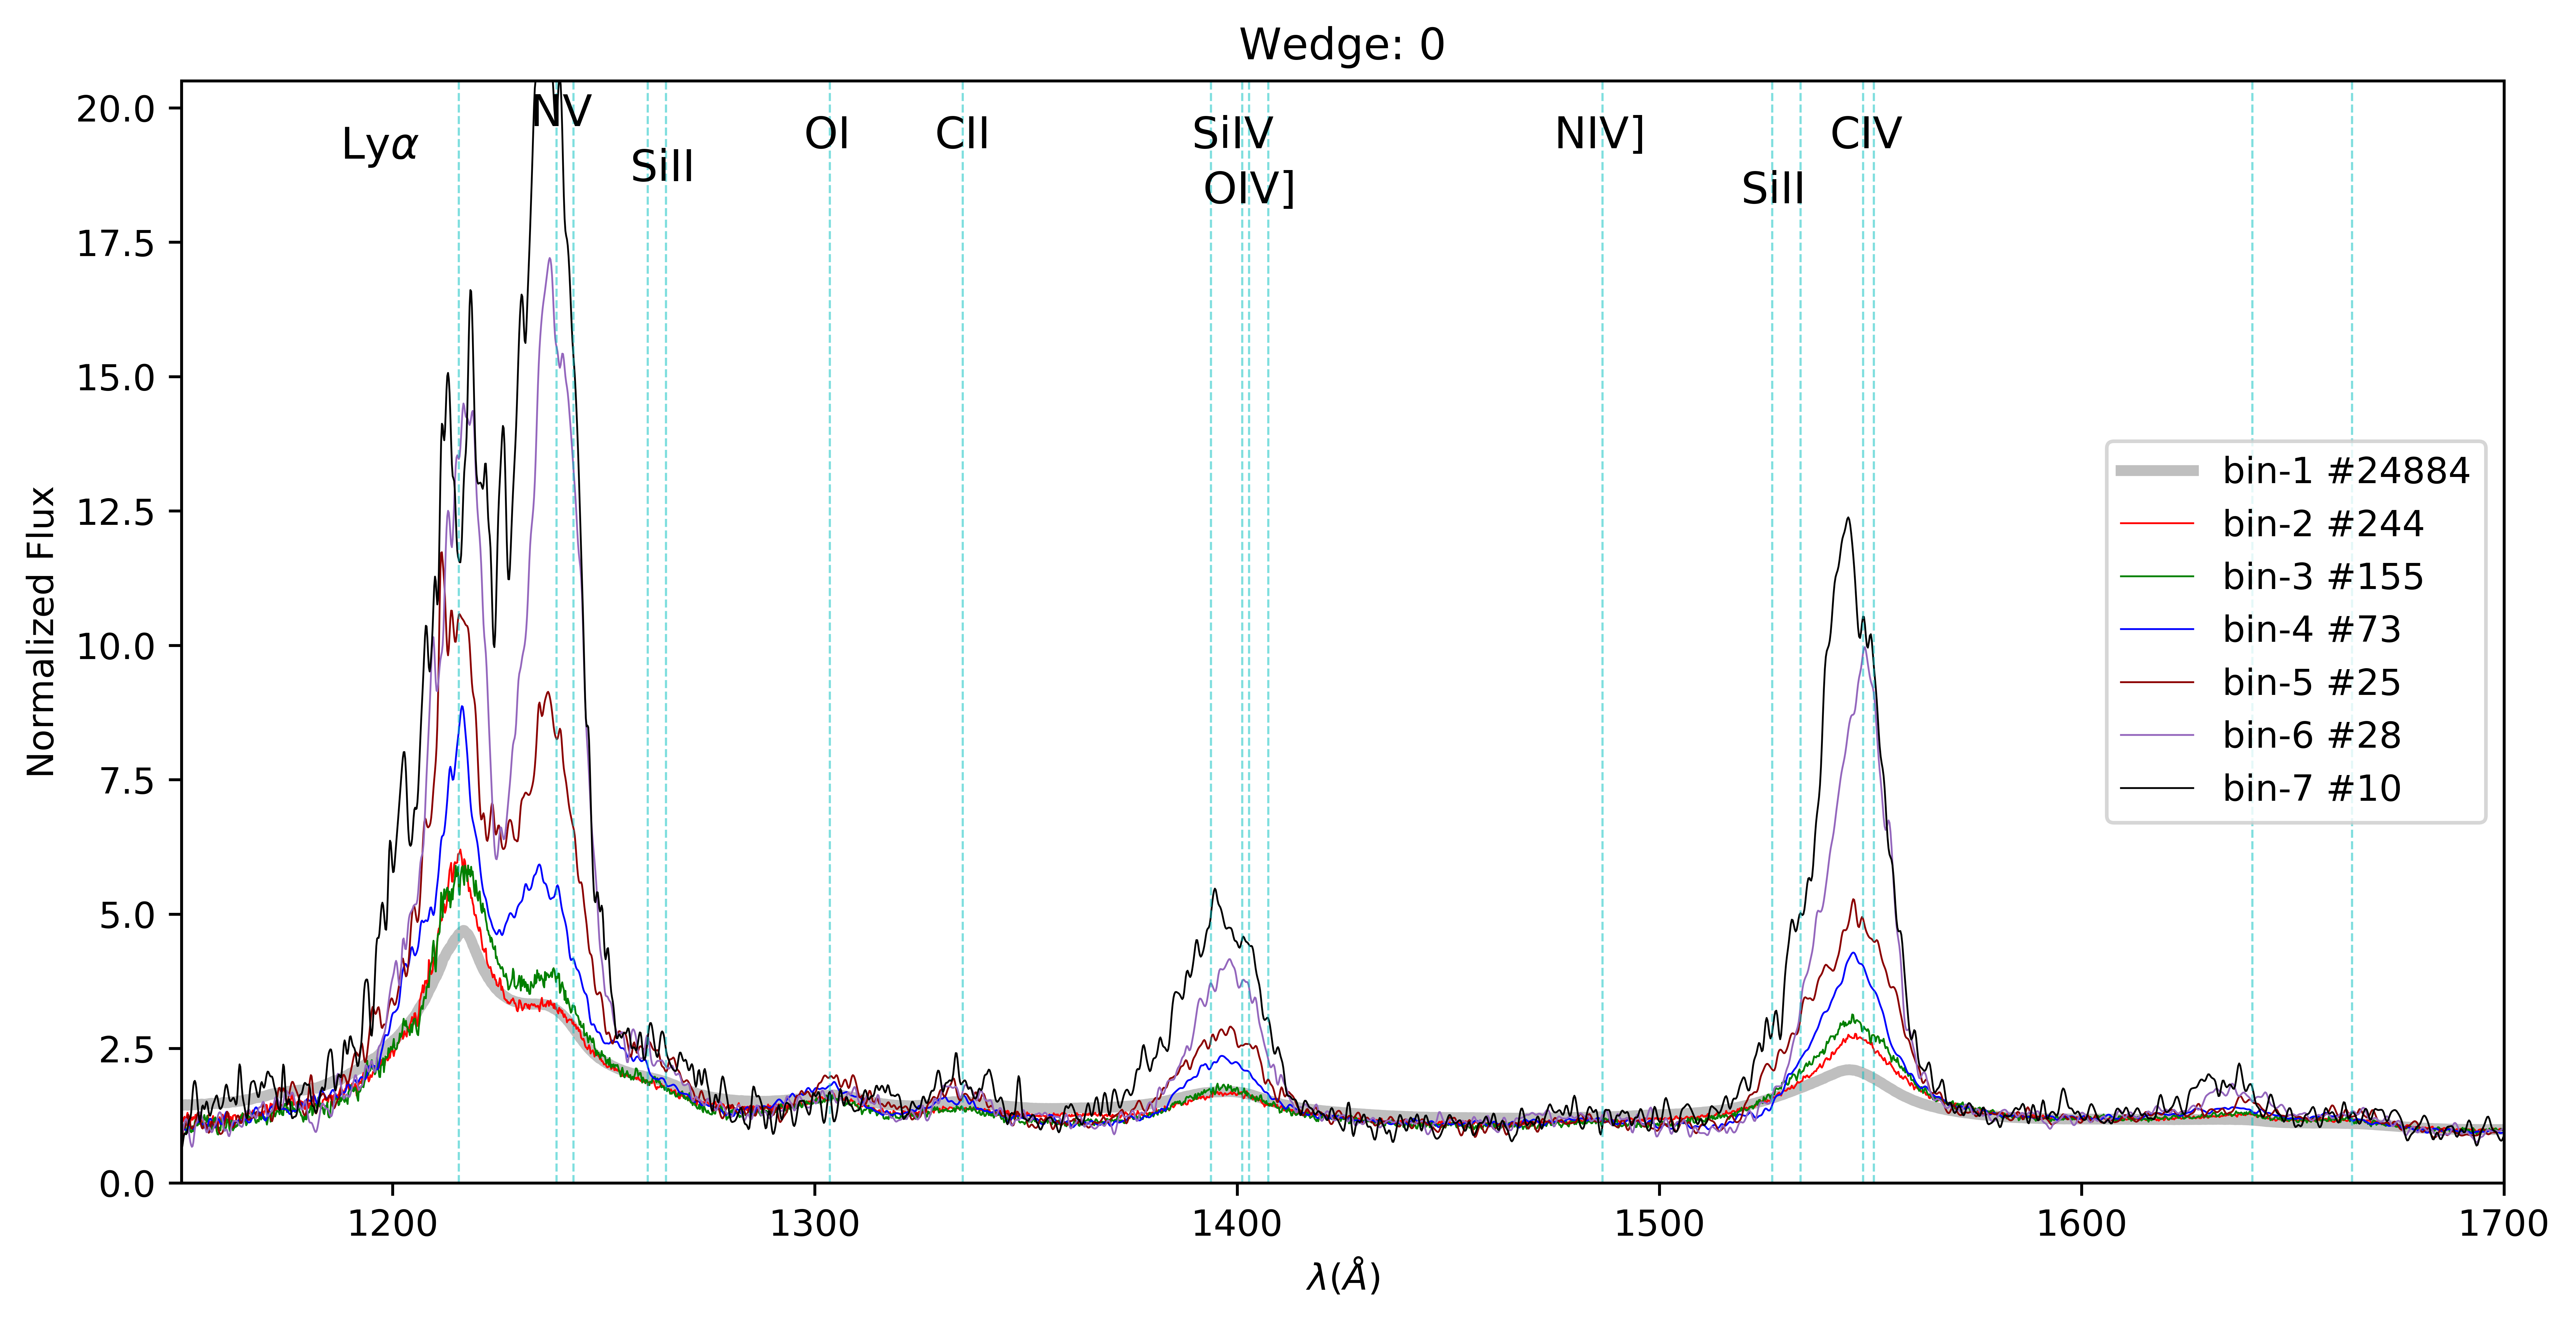 Wedge: 0
Normalized Flux
20.0
17.5
15.0
12.5
10.0
7.5
5.0
2.5
0.0
Lyα
NV
SiII
OI
CII
SiIV
OIV]
NIV]
SiII
CIV
bin-1 #24884
bin-2 #244
bin-3 #155
bin-4 #73
bin-5 #25
bin-6 #28
bin-7 #10
1200
1300
1400
1500
1600
1700
λ(Å)